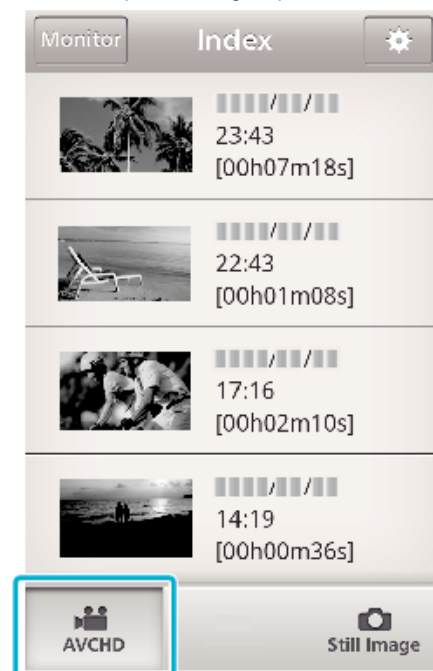 Monitor Index
23:43
[00h07m18s]
22:43
[00h01m08s]
17:16
[00h02m10s]
14:19
[00h00m36s]
AVCHD
Still Image